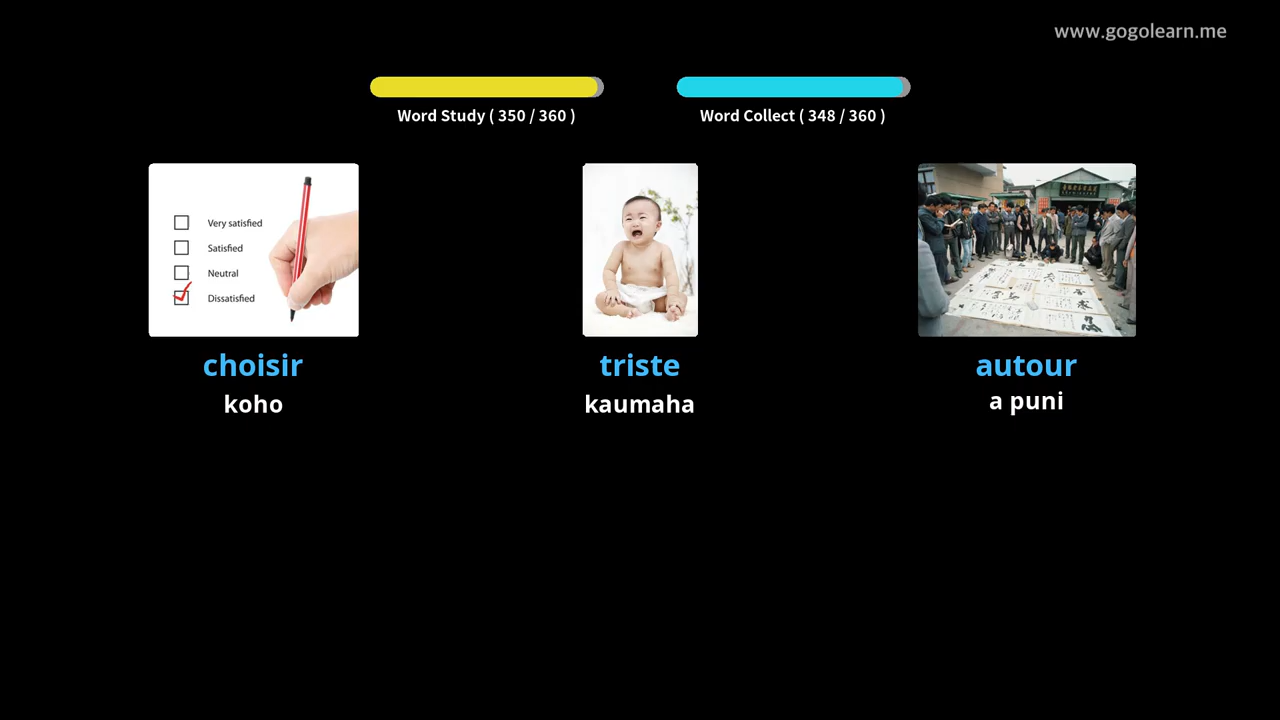 www.gogolearn.me
Word Study ( 350 / 360 )
Word Collect ( 348 / 360 )
Very satisfied
Satisfied
Neutral
Dissatisfied
choisir
koho
triste
kaumaha
autour
a puni